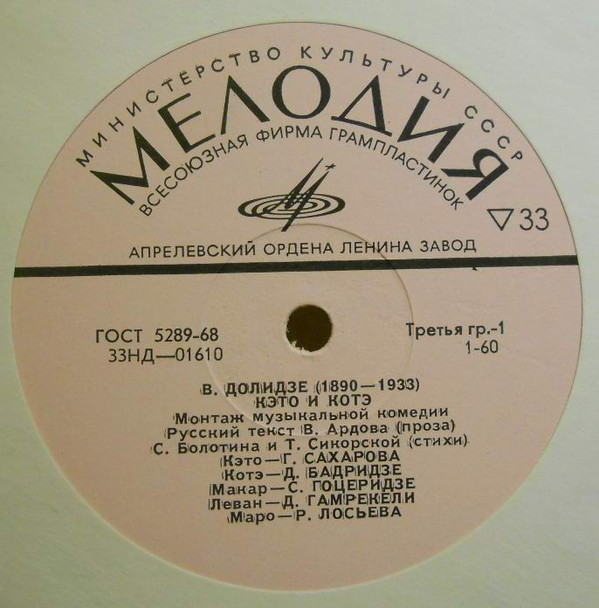 МИНИСТЕРСТВО КУЛЬТУРЫ СССР
МЕЛОДИЯ
ВСЕСОЮЗНАЯ ФИРМА ГРАМПЛАСТИНОК
▽33
АПРЕЛЕВСКИЙ ОРДЕНА ЛЕНИНА ЗАВОД
ГОСТ 5289-68
33НД—01610
Третья гр.-1
1-60
В. ДОЛИДЗЕ (1890—1933)
КЭТО И КОТЭ
Монтаж музыкальной комедии
Русский текст В. Ардова (проза)
С. Болотина и Т. Сикорской (стихи)
Кэто—Г. САХАРОВА
Котэ—Д. БАДРИДЗЕ
Макар—С. ГОЦЕРИДЗЕ
Леван—Д. ГАМРЕКЕЛИ
Маро—Р. ЛОСЬЕВА